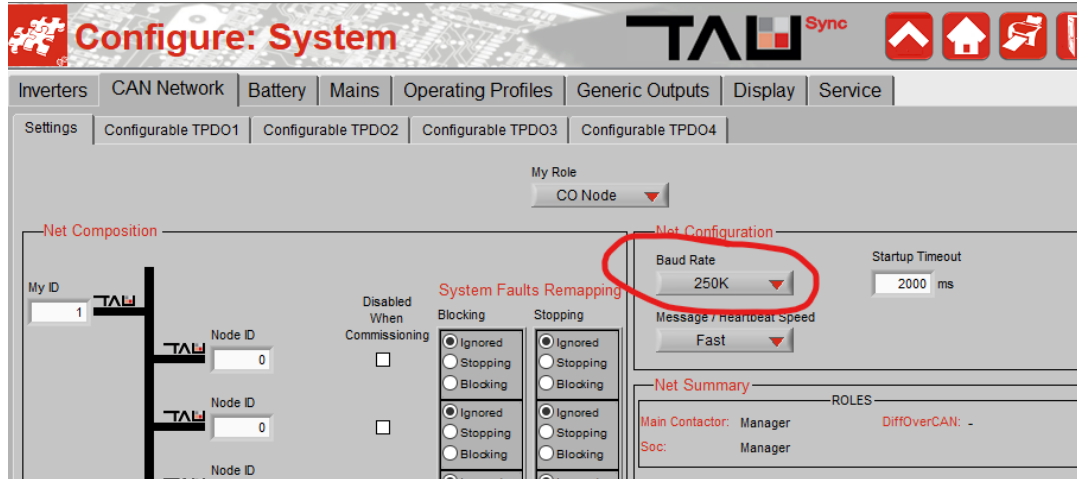 Configure: System
TAU Sync
Inverters CAN Network Battery Mains Operating Profiles Generic Outputs Display Service
Settings Configurable TPDO1 Configurable TPDO2 Configurable TPDO3 Configurable TPDO4
My Role
CO Node
Net Composition
My ID
1
TAU
Disabled When Commissioning
System Faults Remapping
Blocking Stopping
Node ID
TAU
0
Ignored Ignored
Stopping Stopping
Blocking Blocking
Node ID
TAU
0
Ignored Ignored
Stopping Stopping
Blocking Blocking
Node ID
Net Configuration
Baud Rate
250K
Startup Timeout
2000 ms
Message / Heartbeat Speed
Fast
Net Summary
ROLES
Main Contactor: Manager
DiffOverCAN: -
Soc: Manager